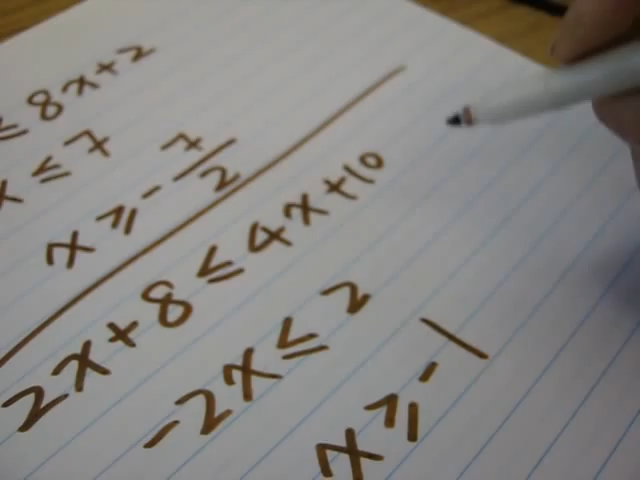 ≤ 8x+2
x ≤ 7
x ≥ -7/2
2x+8 ≤ 4x+10
-2x ≤ 2
x ≥ -1